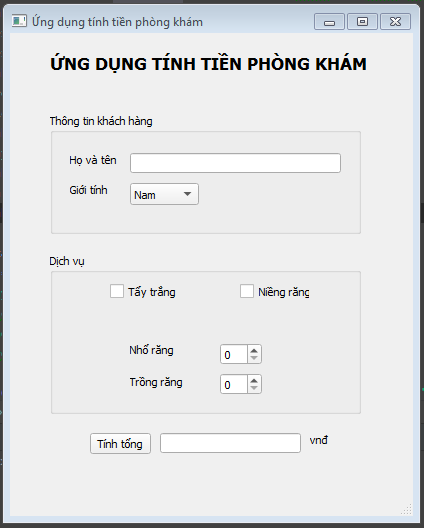 Ứng dụng tính tiền phòng khám
ỨNG DỤNG TÍNH TIỀN PHÒNG KHÁM
Thông tin khách hàng
Họ và tên
Giới tính Nam
Dịch vụ
Tẩy trắng Niềng răng
Nhổ răng 0
Trồng răng 0
Tính tổng vnđ